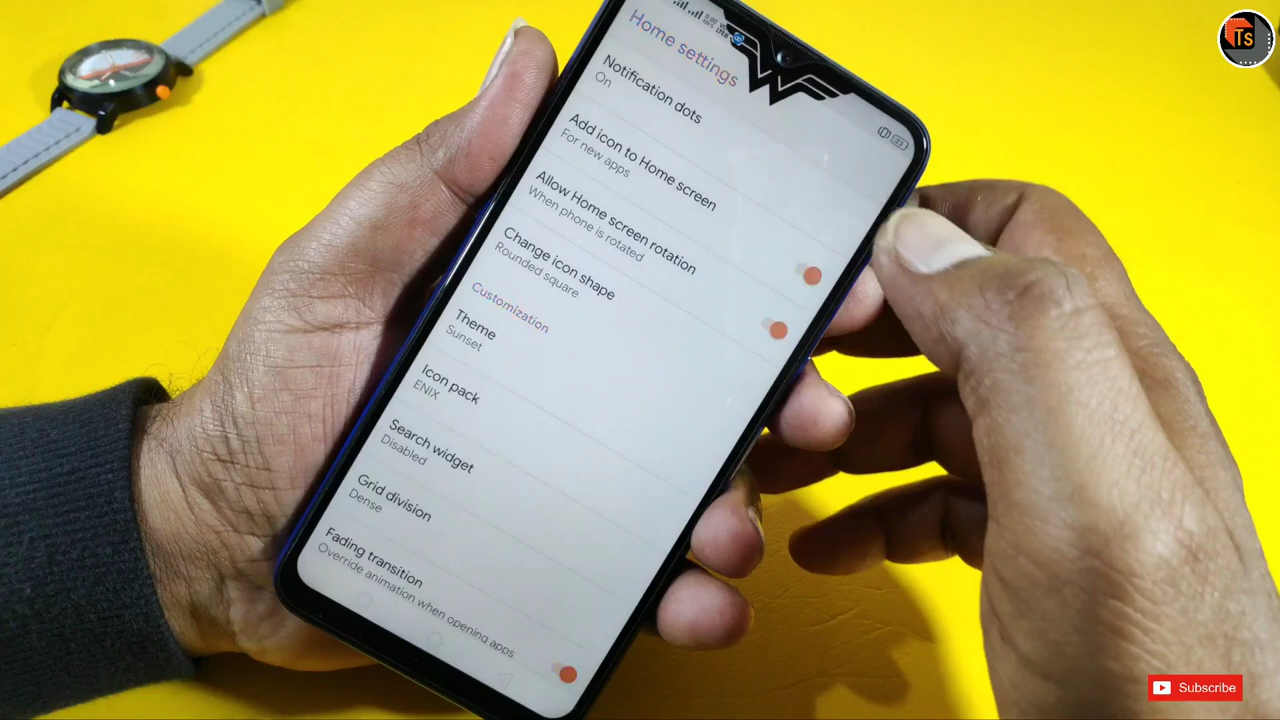 Home settings
Notification dots
On
Add icon to Home screen
For new apps
Allow Home screen rotation
When phone is rotated
Change icon shape
Rounded square
Customization
Theme
Sunset
Icon pack
ENIX
Search widget
Disabled
Grid division
Dense
Fading transition
Override animation when opening apps
TS
Subscribe